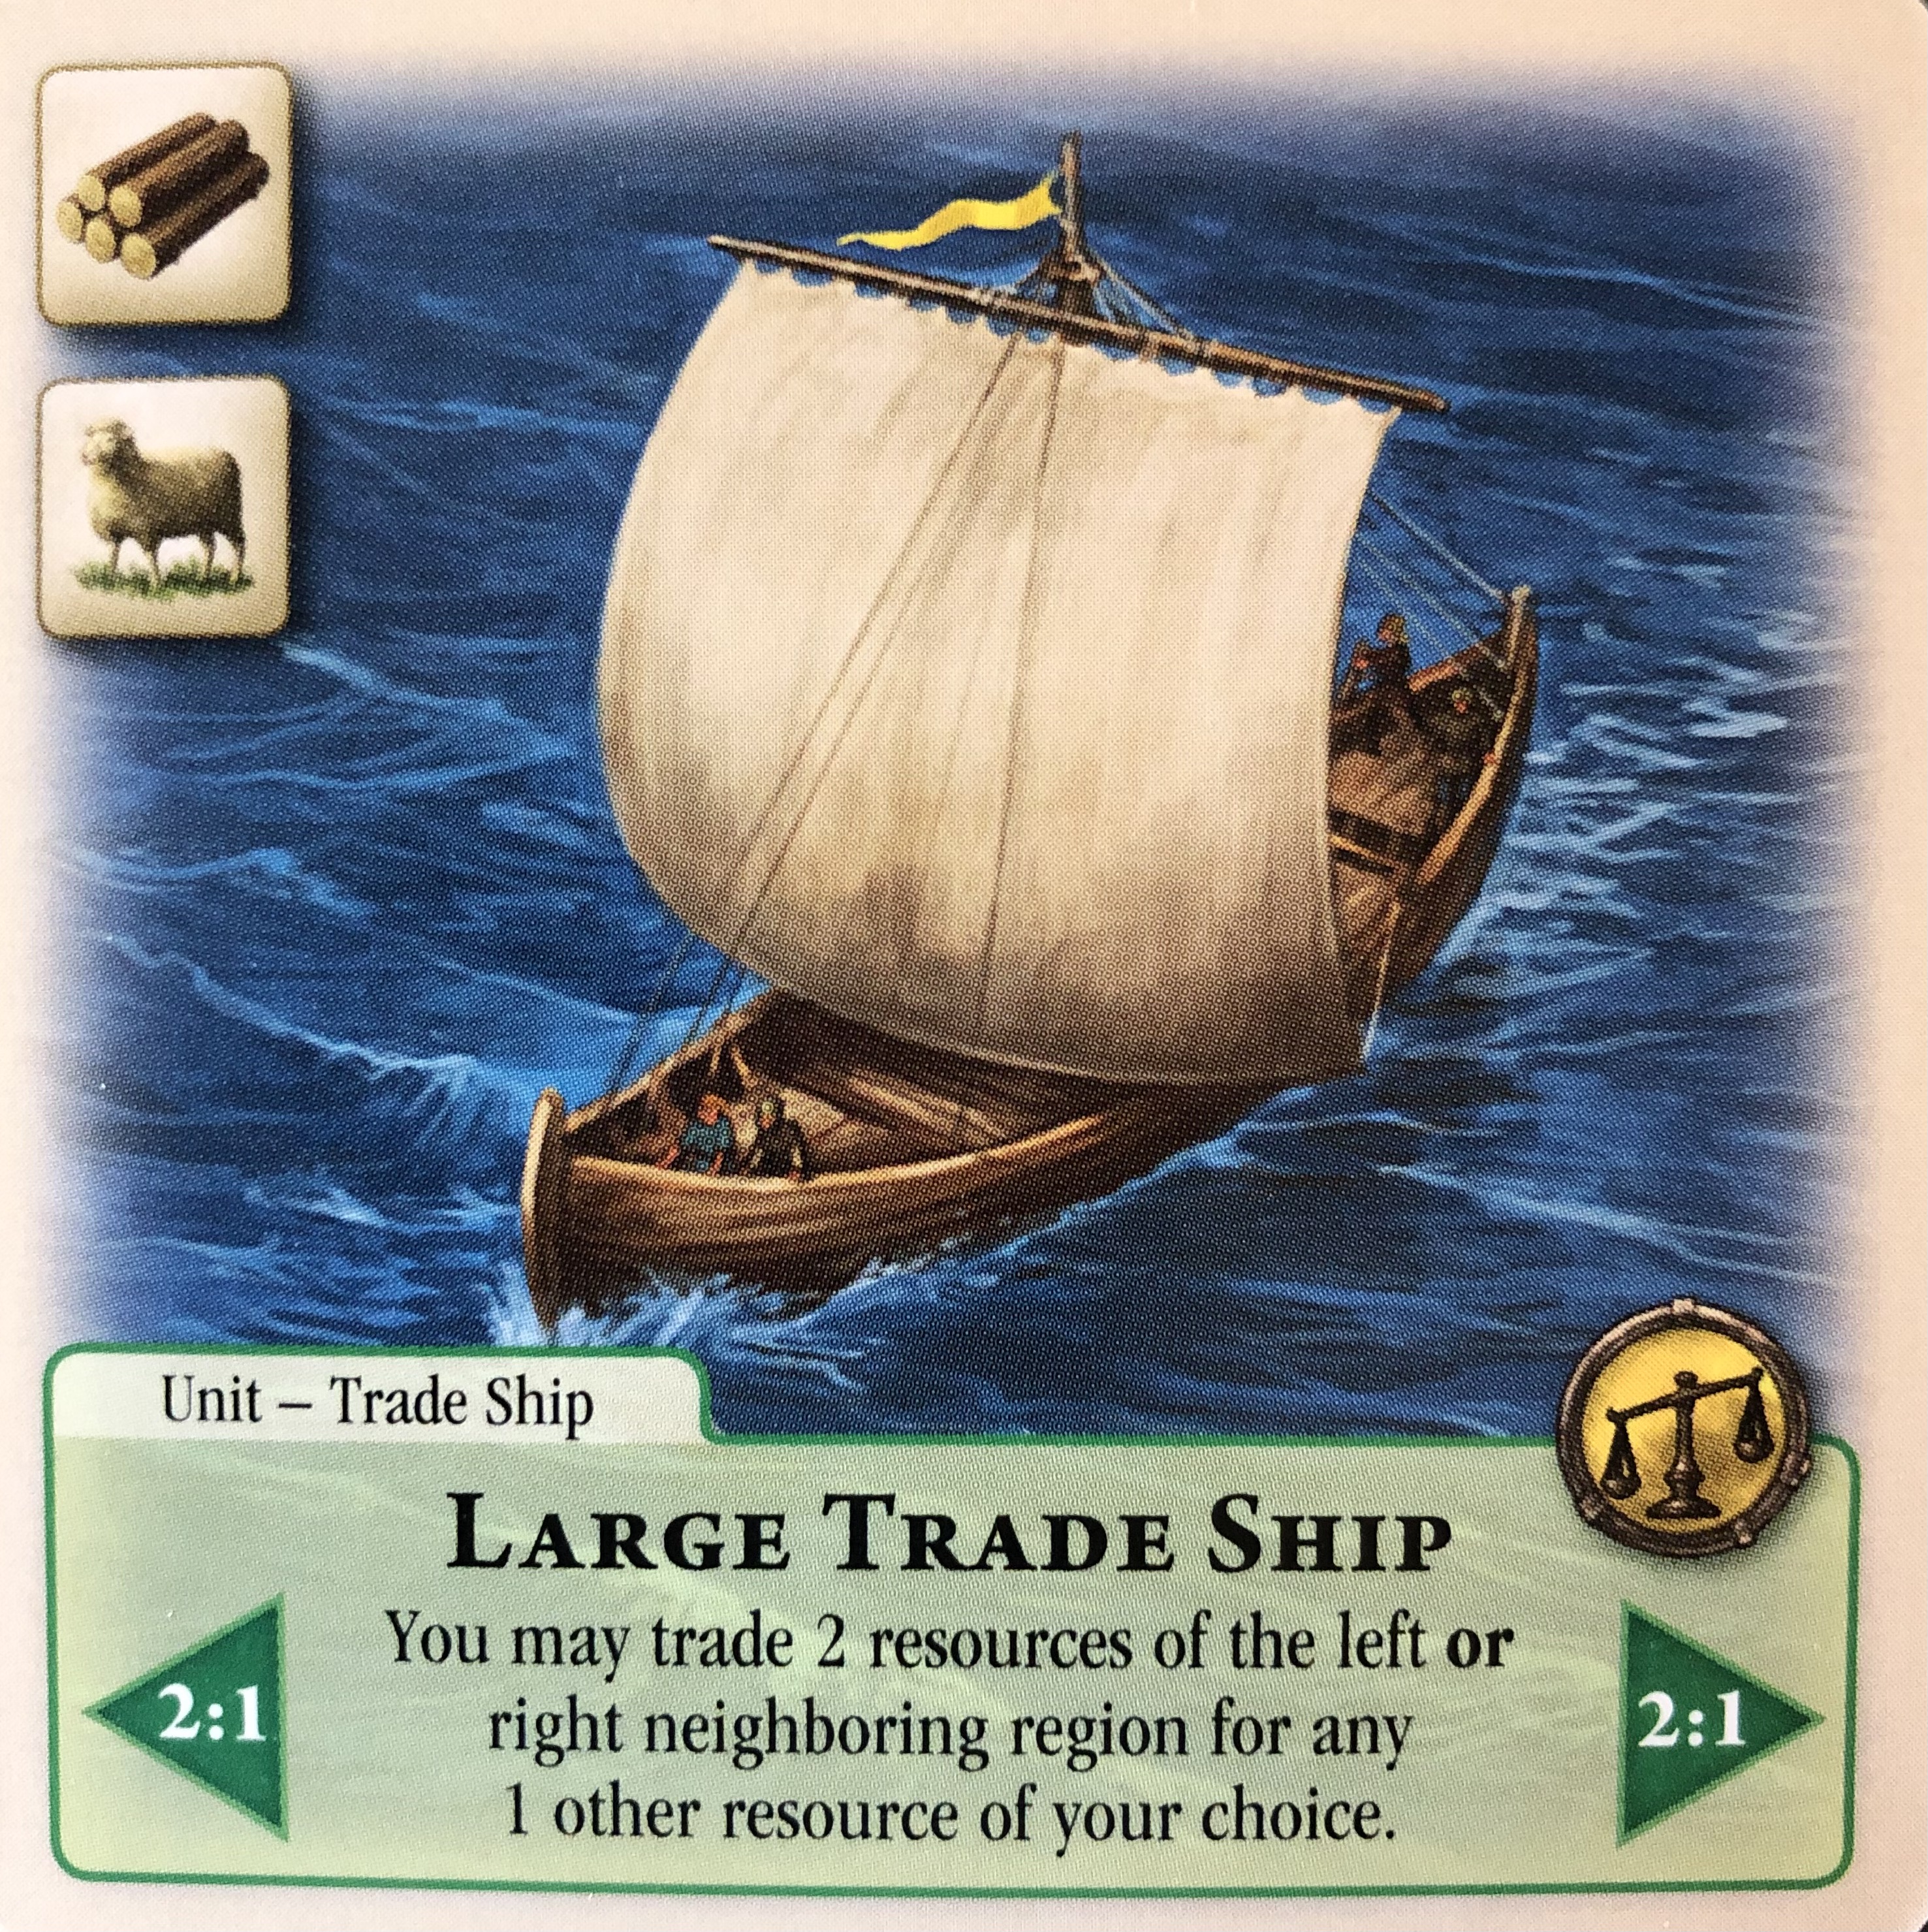 Unit – Trade Ship
Large Trade Ship
2:1
You may trade 2 resources of the left or
right neighboring region for any
1 other resource of your choice.
2:1